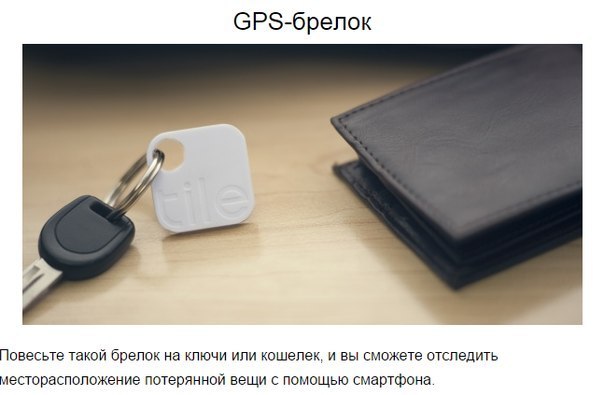 GPS-брелок
tile
Повесьте такой брелок на ключи или кошелек, и вы сможете отследить
месторасположение потерянной вещи с помощью смартфона.